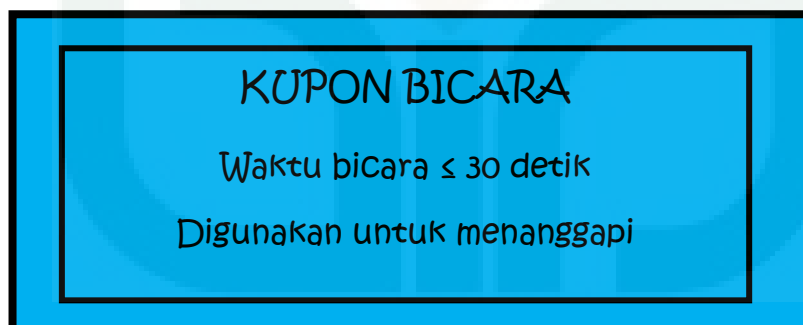 KUPON BICARA
Waktu bicara ≤ 30 detik
Digunakan untuk menanggapi